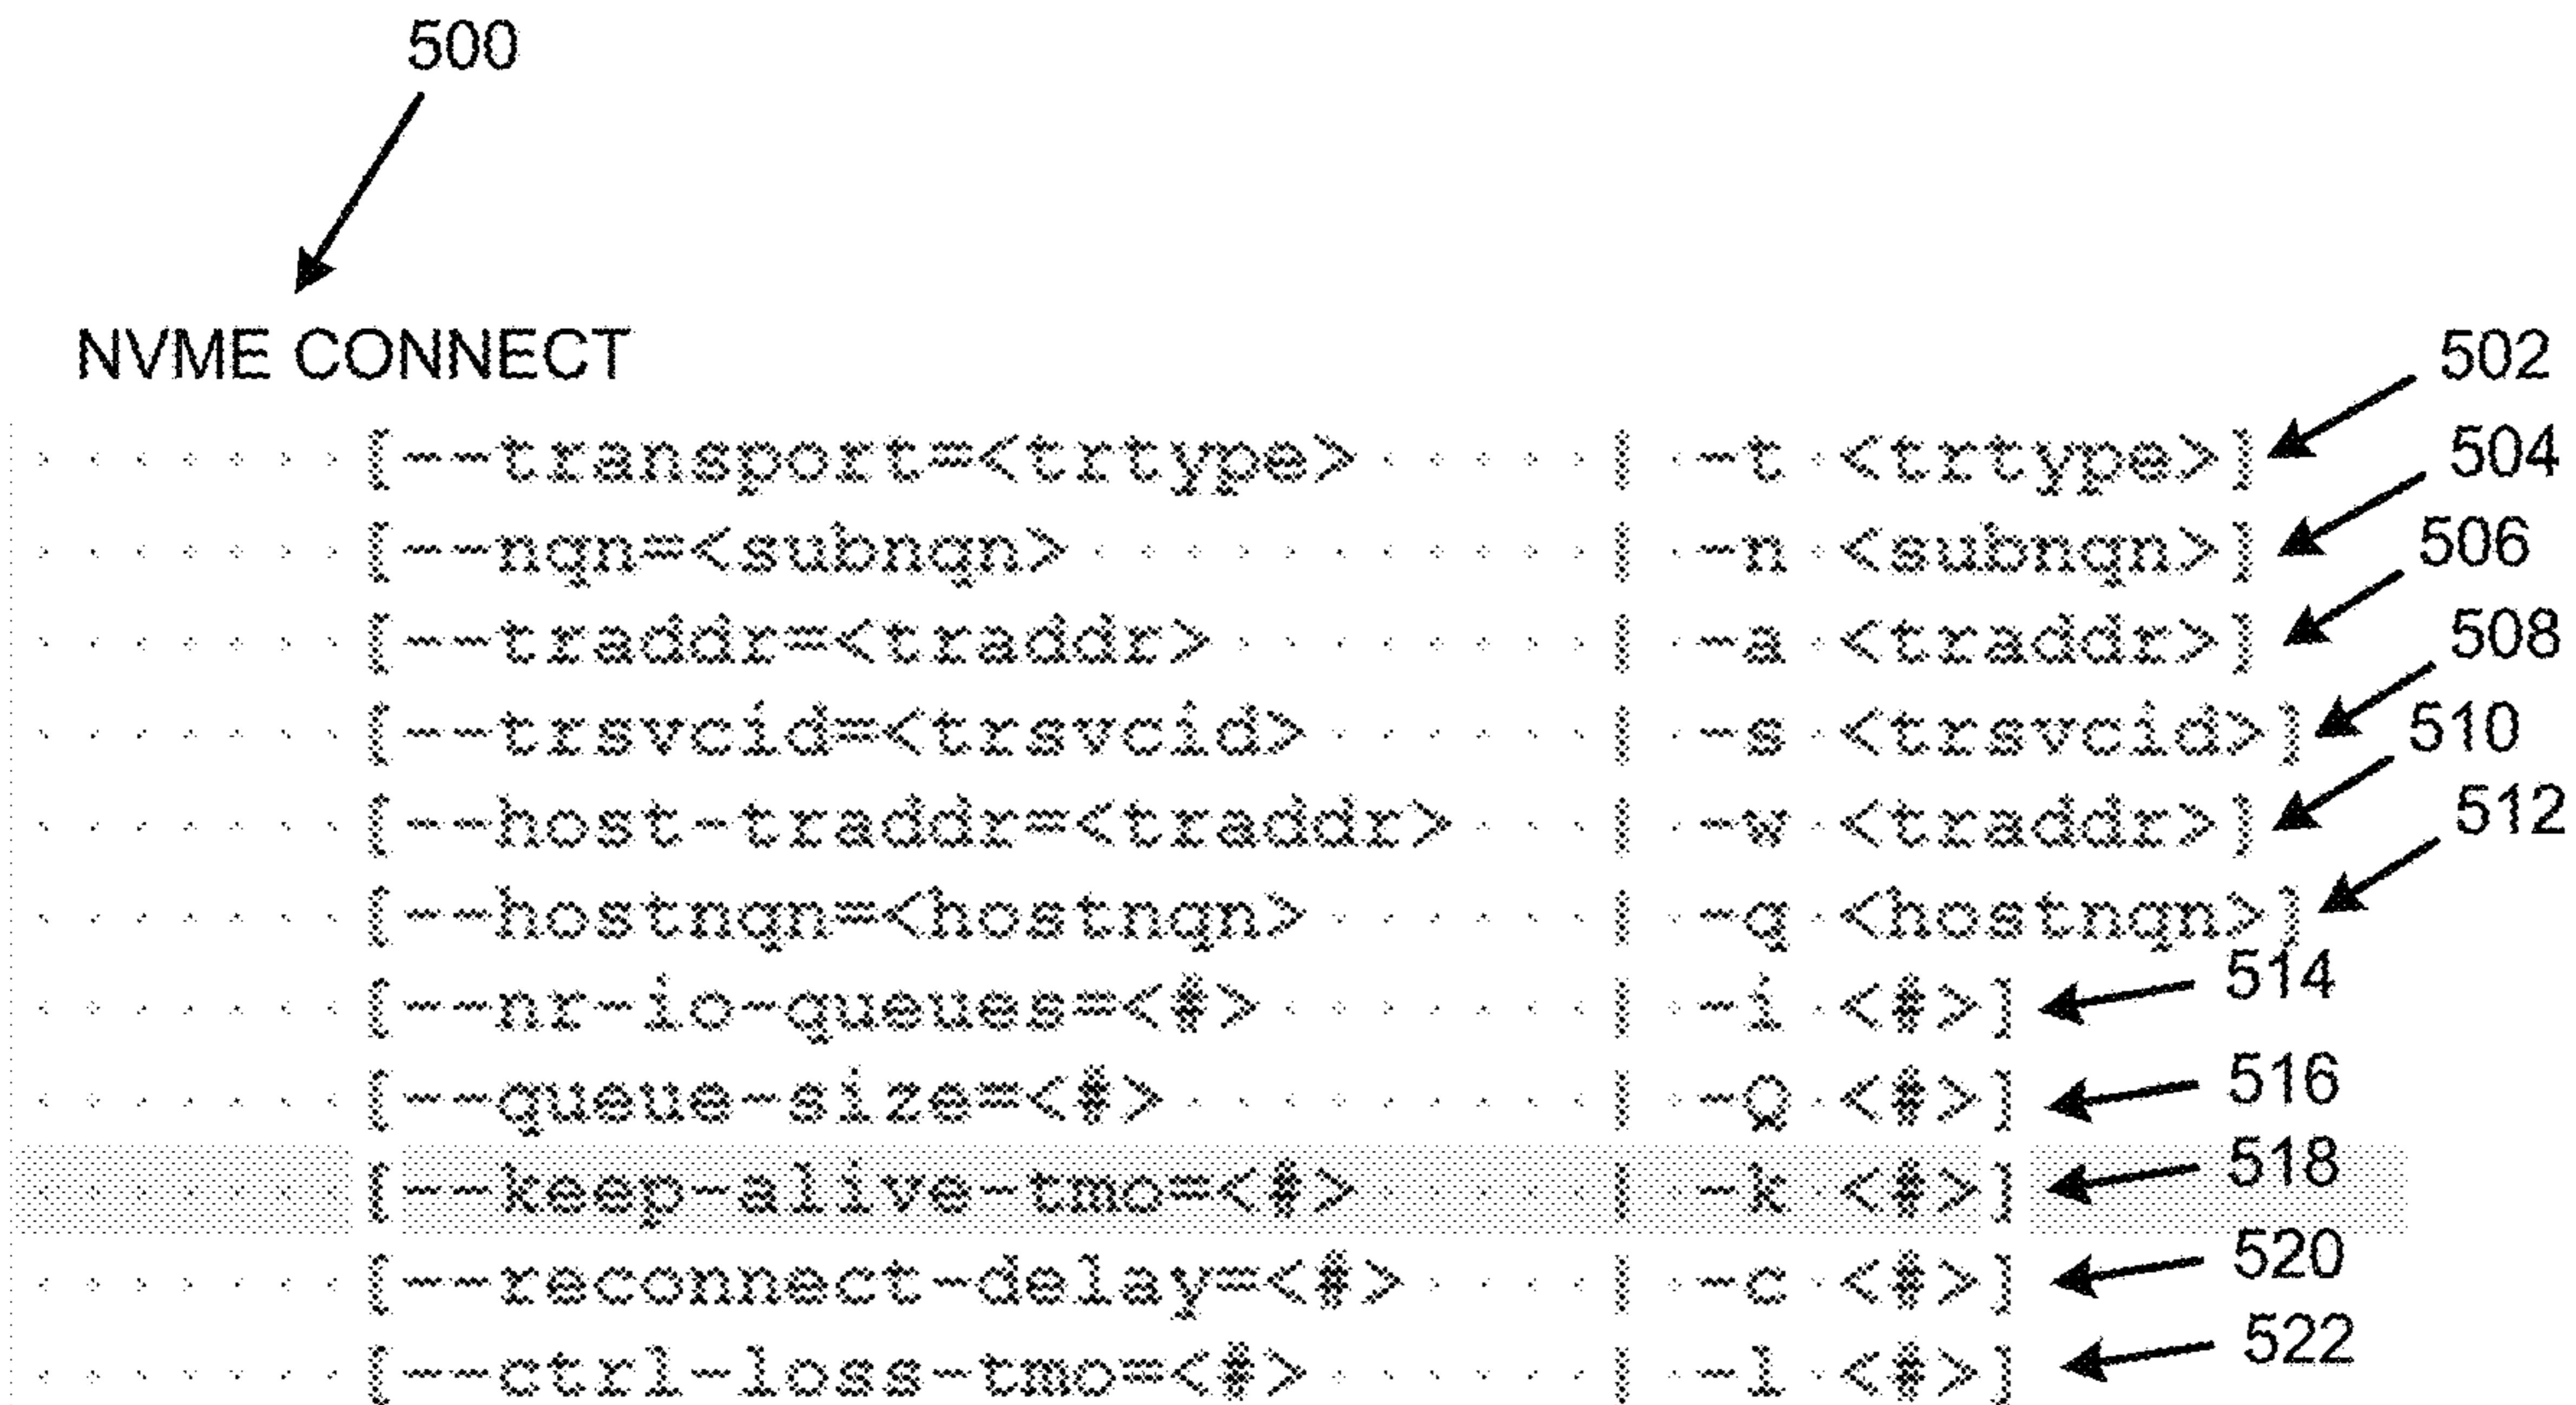 500
NVME CONNECT
[--transport=<trtype> | -t <trtype>] 502
[--nqn=<subnqn> | -n <subnqn>] 504
[--traddr=<traddr> | -a <traddr>] 506
[--trsvcid=<trsvcid> | -s <trsvcid>] 508
[--host-traddr=<traddr> | -w <traddr>] 510
[--hostnqn=<hostnqn> | -q <hostnqn>] 512
[--nr-io-queues=<#> | -i <#>] 514
[--queue-size=<#> | -Q <#>] 516
[--keep-alive-tmo=<#> | -k <#>] 518
[--reconnect-delay=<#> | -c <#>] 520
[--ctrl-loss-tmo=<#> | -l <#>] 522